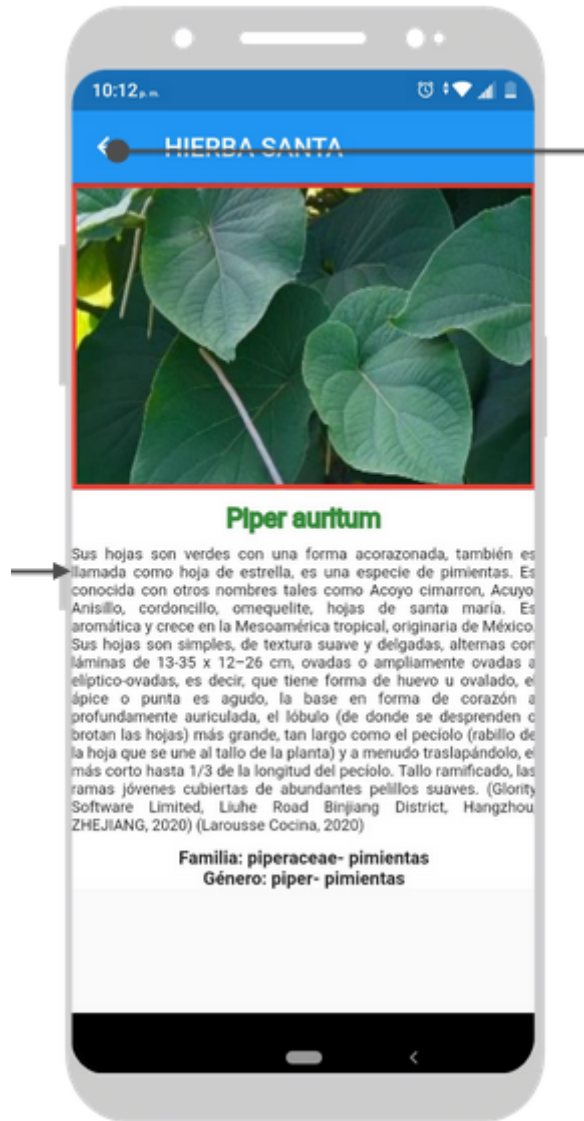 10:12 p. m.
HIERBA SANTA
Piper auritum
Sus hojas son verdes con una forma acorazonada, también es
llamada como hoja de estrella, es una especie de pimientas. Es
conocida con otros nombres tales como Acoyo cimarron, Acuyo,
Anisillo, cordoncillo, omequelite, hojas de santa maría. Es
aromática y crece en la Mesoamérica tropical, originaria de México.
Sus hojas son simples, de textura suave y delgadas, alternas con
láminas de 13-35 x 12–26 cm, ovadas o ampliamente ovadas a
elíptico-ovadas, es decir, que tiene forma de huevo u ovalado, el
ápice o punta es agudo, la base en forma de corazón a
profundamente auriculada, el lóbulo (de donde se desprenden o
brotan las hojas) más grande, tan largo como el pecíolo (rabillo de
la hoja que se une al tallo de la planta) y a menudo traslapándolo, el
más corto hasta 1/3 de la longitud del pecíolo. Tallo ramificado, las
ramas jóvenes cubiertas de abundantes pelillos suaves. (Glority
Software Limited, Liuhe Road Binjiang District, Hangzhou,
ZHEJIANG, 2020) (Larousse Cocina, 2020)
Familia: piperaceae- pimientas
Género: piper- pimientas